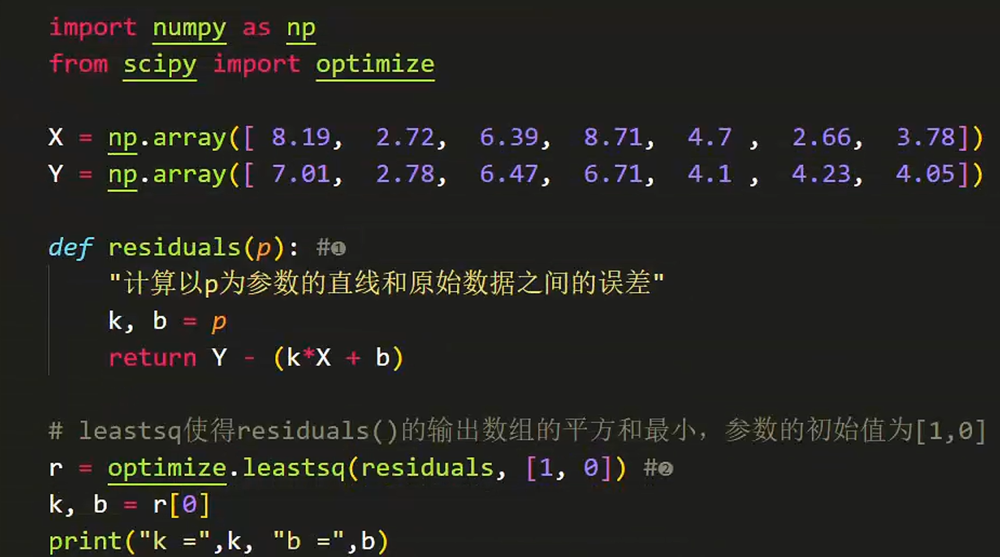 import numpy as np
from scipy import optimize
X = np.array([ 8.19,  2.72,  6.39,  8.71,  4.7 ,  2.66,  3.78])
Y = np.array([ 7.01,  2.78,  6.47,  6.71,  4.1 ,  4.23,  4.05])
def residuals(p): #❶
    "计算以p为参数的直线和原始数据之间的误差"
    k, b = p
    return Y - (k*X + b)
# leastsq使得residuals()的输出数组的平方和最小，参数的初始值为[1,0]
r = optimize.leastsq(residuals, [1, 0]) #❷
k, b = r[0]
print("k =",k, "b =",b)